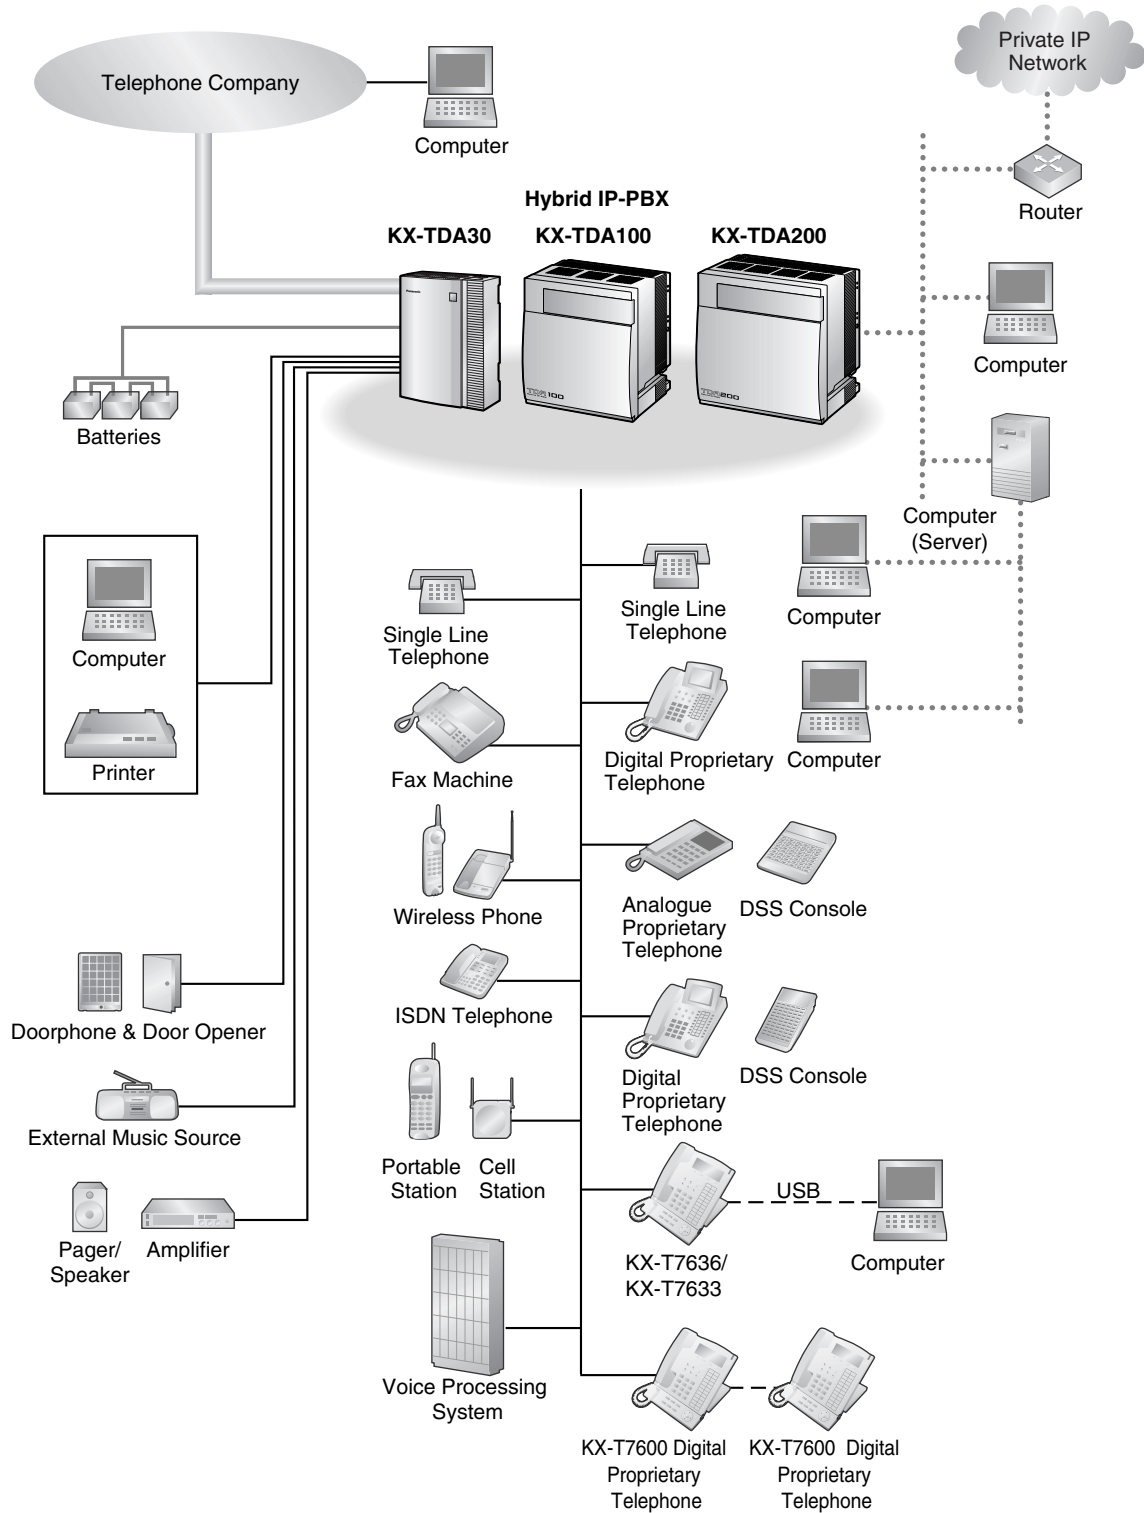 Telephone Company
Computer
Private IP
Network
Router
Hybrid IP-PBX
KX-TDA30
KX-TDA100
KX-TDA200
Panasonic
TDA100
TDA200
Computer
Batteries
Computer
(Server)
Computer
Printer
Single Line
Telephone
Single Line
Telephone
Computer
Fax Machine
Digital Proprietary
Telephone
Computer
Wireless Phone
Analogue
Proprietary
Telephone
DSS Console
Doorphone & Door Opener
ISDN Telephone
Digital
Proprietary
Telephone
DSS Console
External Music Source
Portable
Station
Cell
Station
Pager/
Speaker
Amplifier
USB
KX-T7636/
KX-T7633
Computer
Voice Processing
System
KX-T7600 Digital
Proprietary
Telephone
KX-T7600 Digital
Proprietary
Telephone